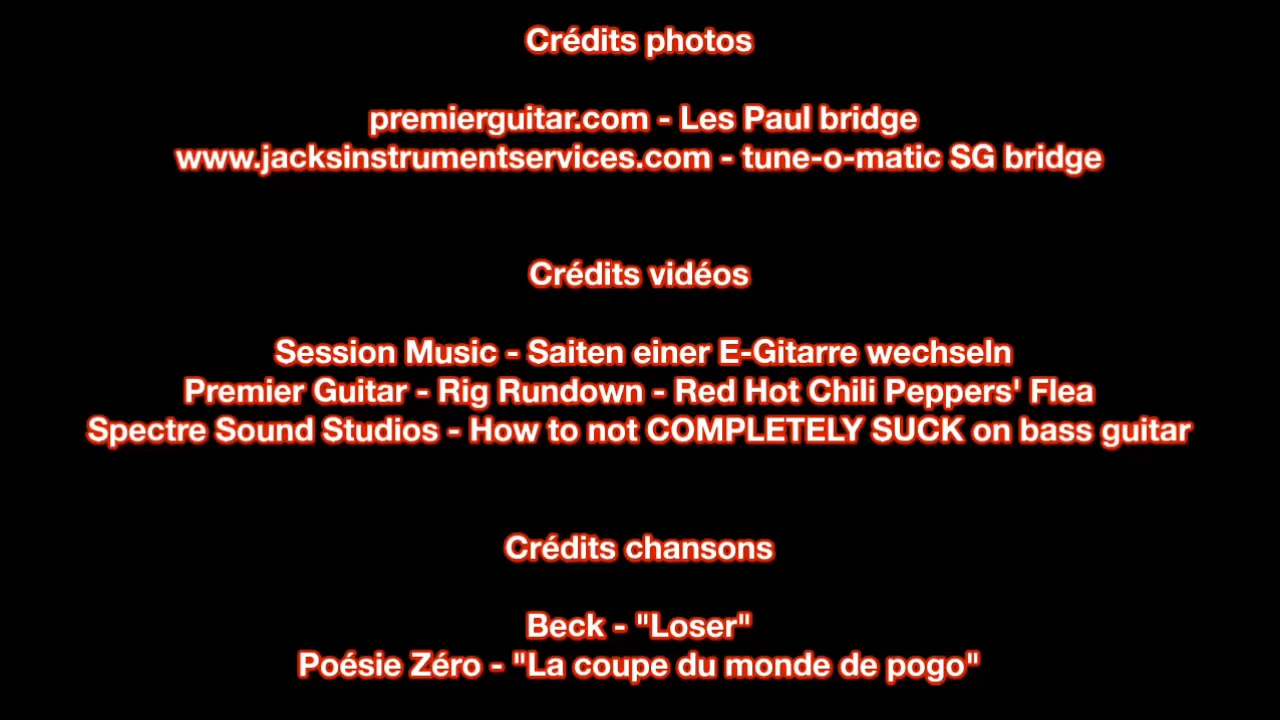 Crédits photos
premierguitar.com - Les Paul bridge
www.jacksinstrumentservices.com - tune-o-matic SG bridge
Crédits vidéos
Session Music - Saiten einer E-Gitarre wechseln
Premier Guitar - Rig Rundown - Red Hot Chili Peppers' Flea
Spectre Sound Studios - How to not COMPLETELY SUCK on bass guitar
Crédits chansons
Beck - "Loser"
Poésie Zéro - "La coupe du monde de pogo"